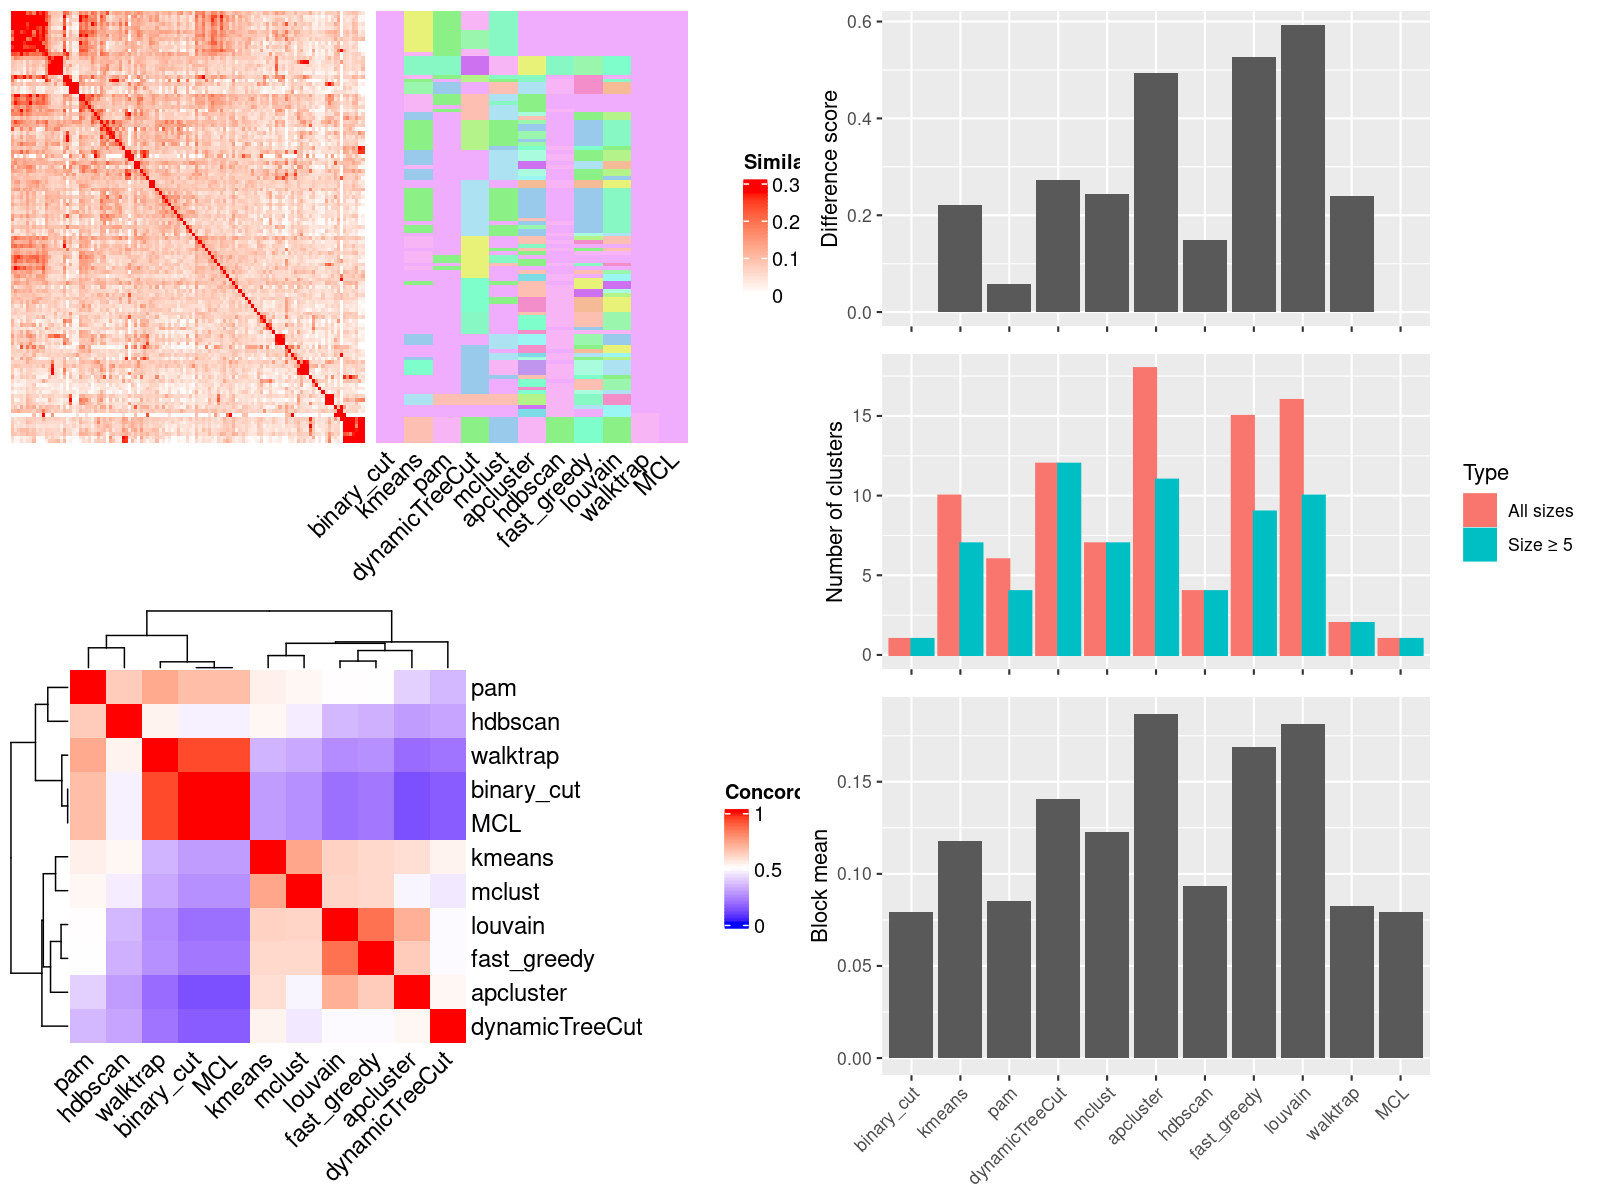 Simila
0.3
0.2
0.1
0
binary_cut
kmeans
pam
dynamicTreeCut
mclust
apcluster
hdbscan
fast_greedy
louvain
walktrap
MCL
pam
hdbscan
walktrap
binary_cut
MCL
kmeans
mclust
louvain
fast_greedy
apcluster
dynamicTreeCut
Concord
1
0.5
0
pam
hdbscan
walktrap
binary_cut
MCL
kmeans
mclust
louvain
fast_greedy
apcluster
dynamicTreeCut
Difference score
0.6
0.4
0.2
0.0
Number of clusters
15
10
5
0
Type
All sizes
Size ≥ 5
Block mean
0.15
0.10
0.05
0.00
binary_cut
kmeans
pam
dynamicTreeCut
mclust
apcluster
hdbscan
fast_greedy
louvain
walktrap
MCL